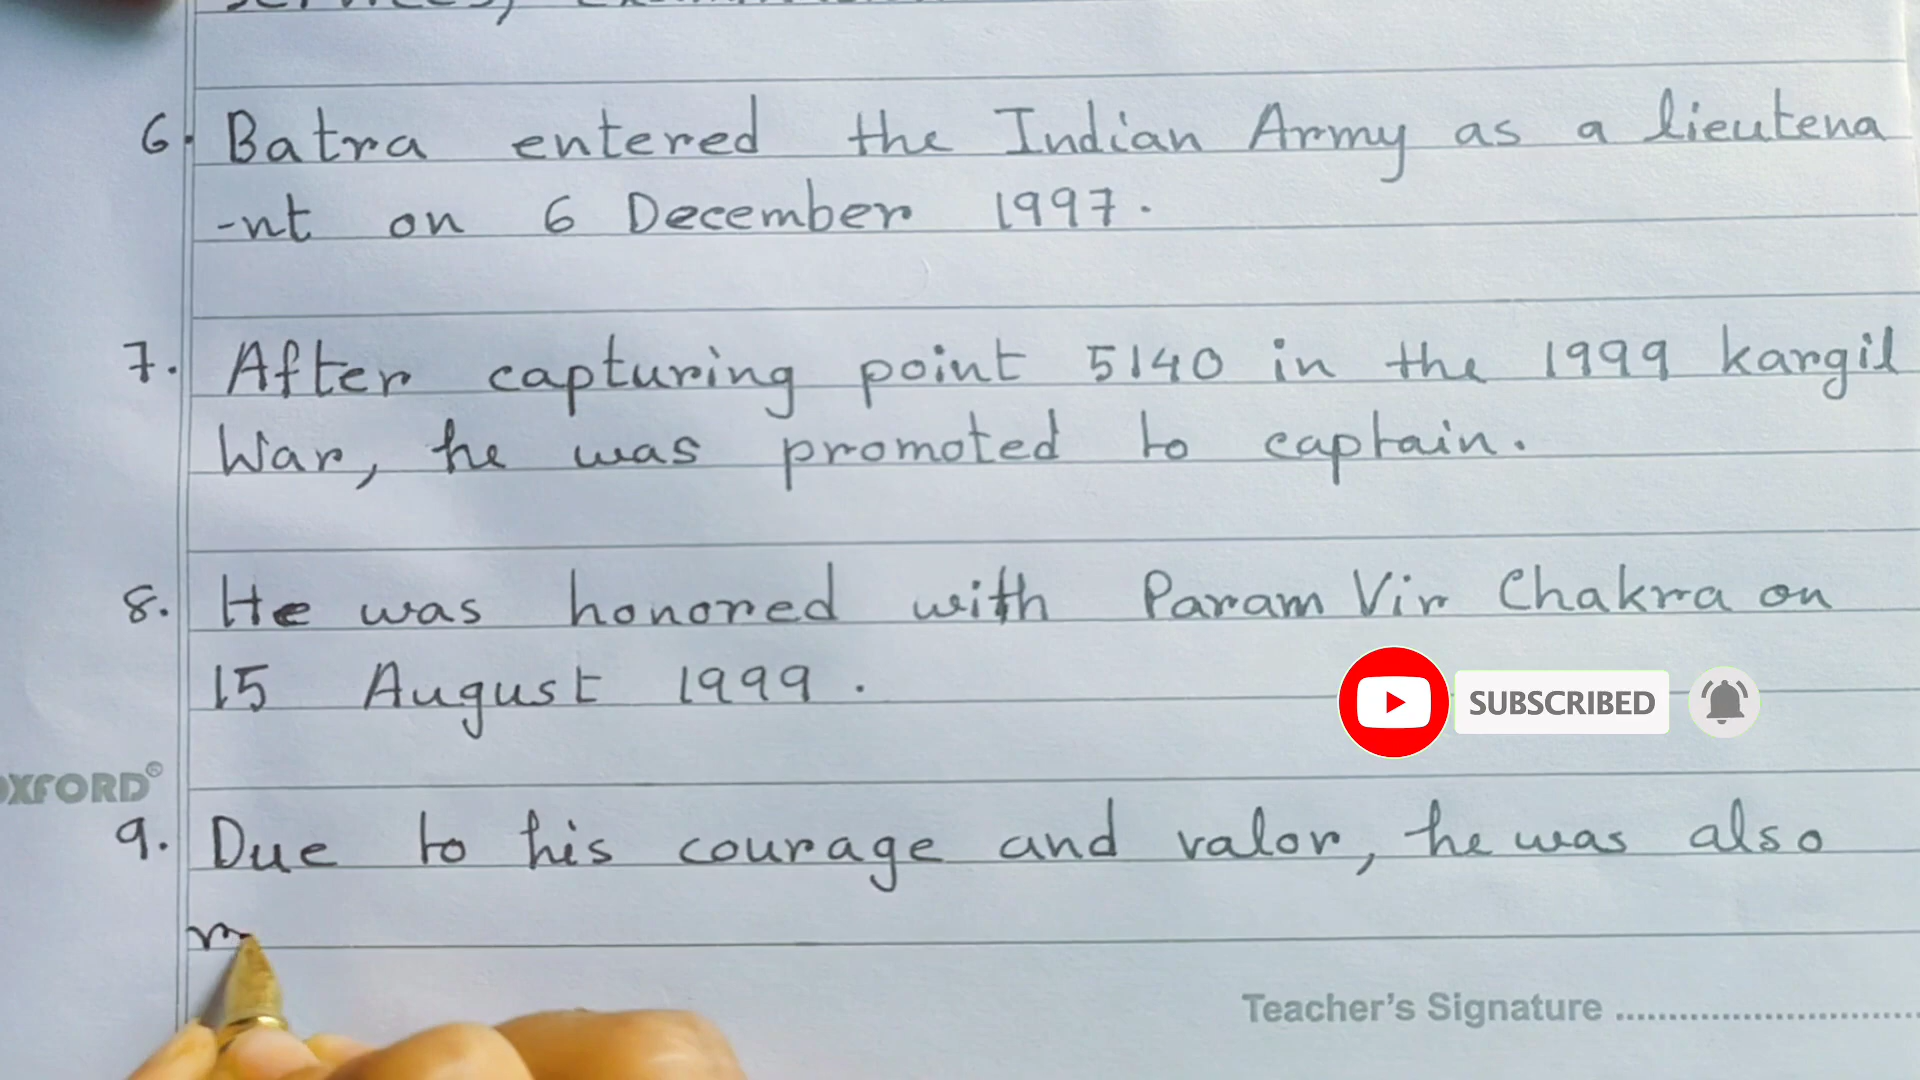 6. Batra entered the Indian Army as a lieutena
-nt on 6 December 1997.
7. After capturing point 5140 in the 1999 kargil
War, he was promoted to captain.
8. He was honored with Param Vir Chakra on
15 August 1999.
SUBSCRIBED
OXFORD©
9. Due to his courage and valor, he was also
Teacher's Signature